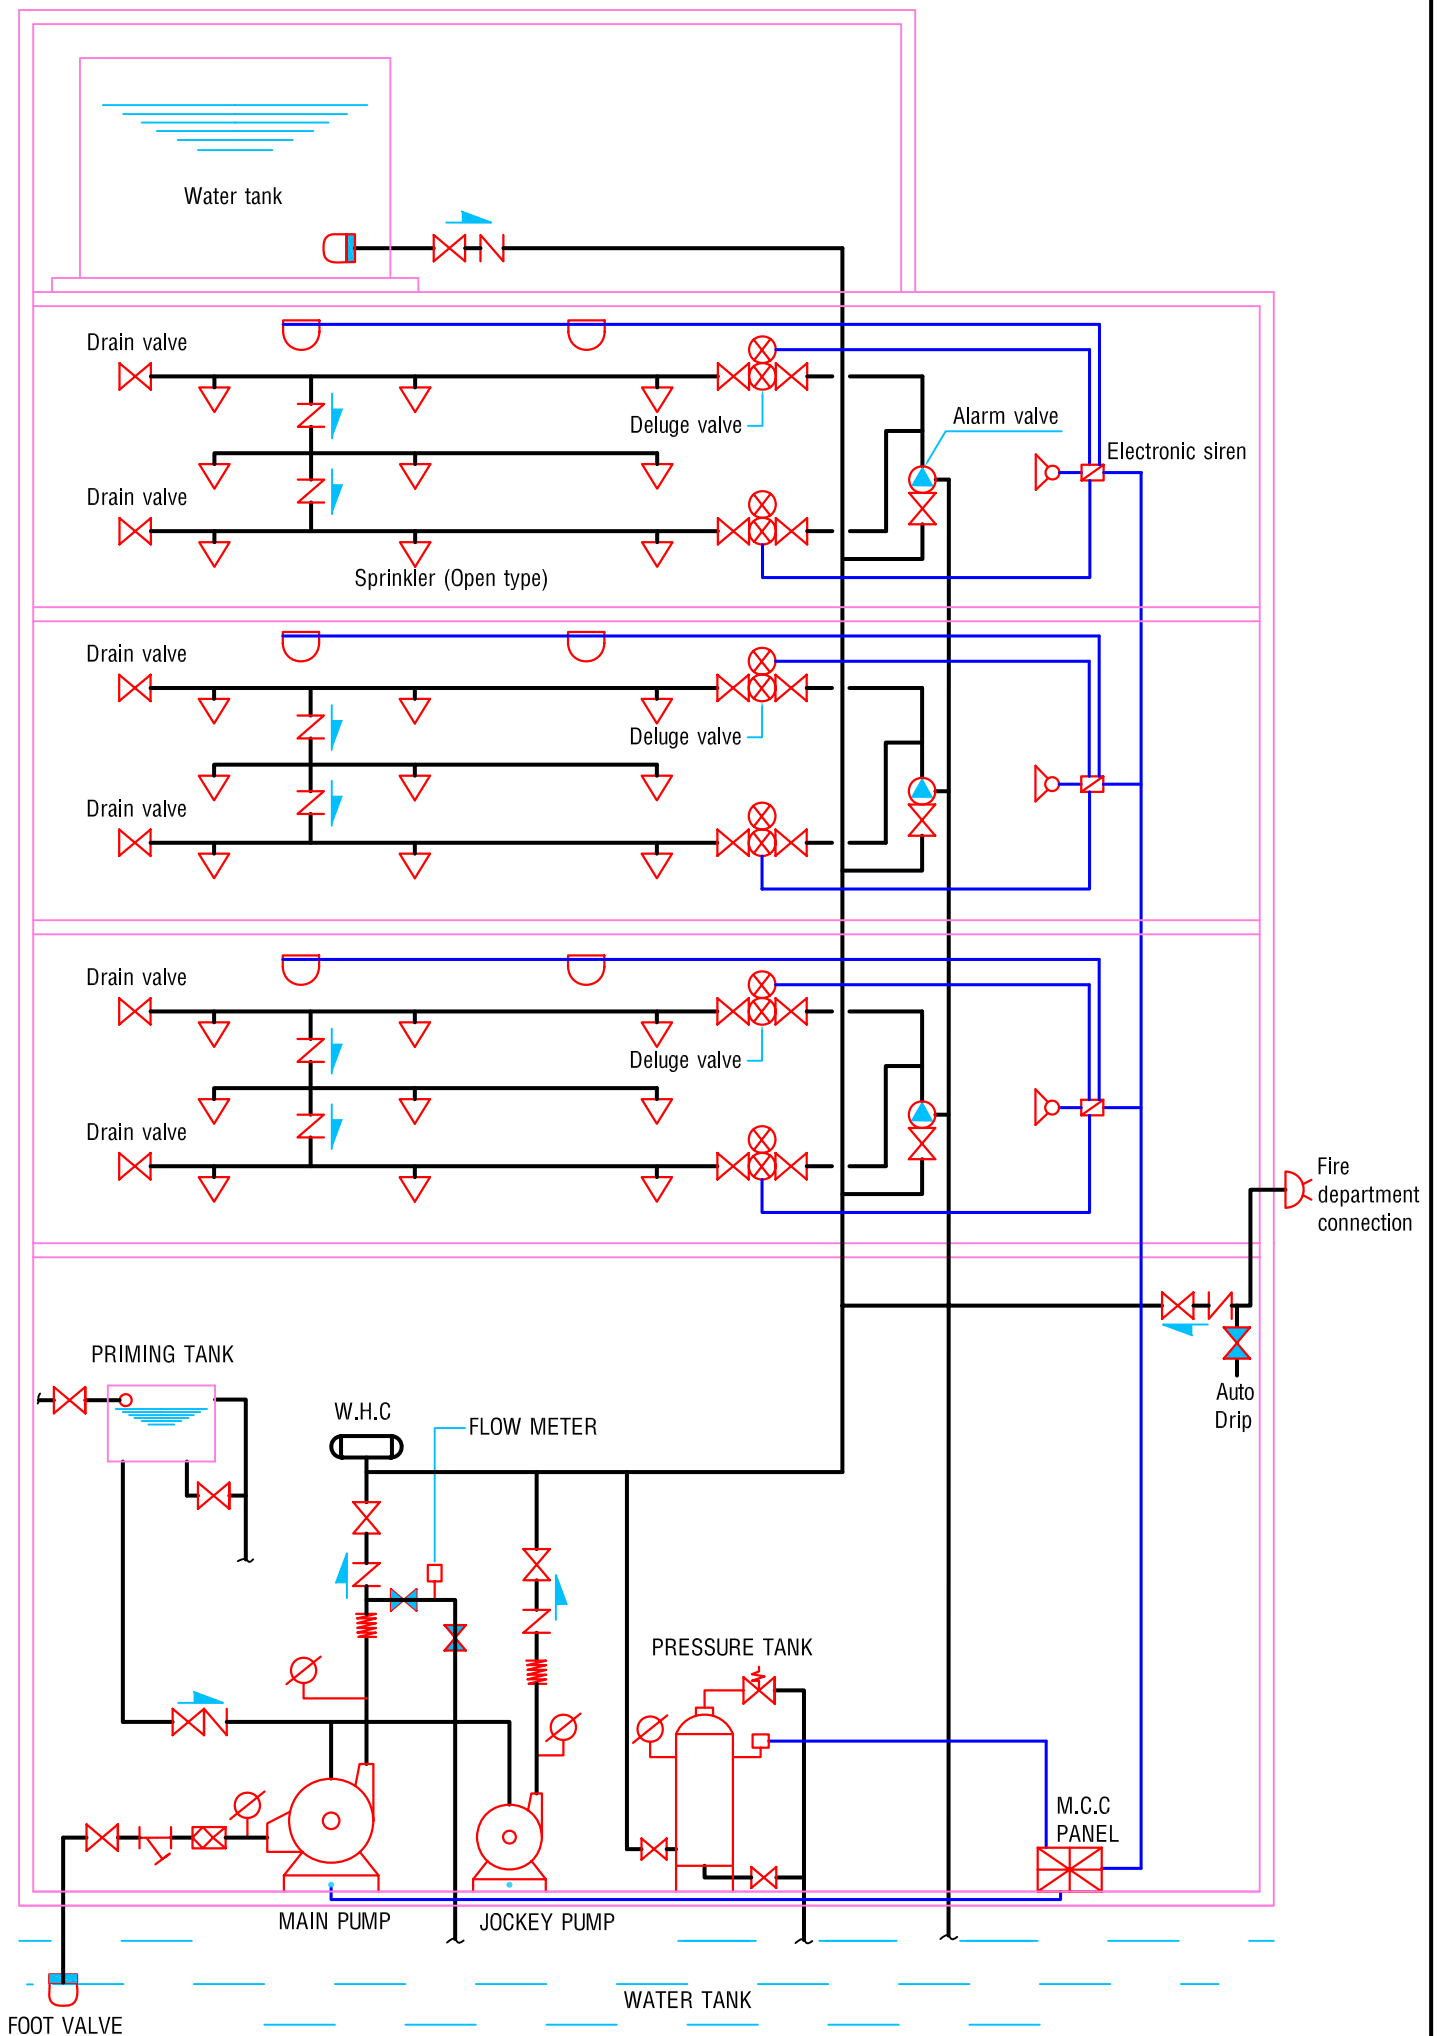 Water tank
Drain valve
Deluge valve
Alarm valve
Electronic siren
Drain valve
Sprinkler (Open type)
Drain valve
Deluge valve
Drain valve
Drain valve
Deluge valve
Drain valve
Fire
department
connection
PRIMING TANK
Auto
Drip
W.H.C
FLOW METER
PRESSURE TANK
M.C.C
PANEL
MAIN PUMP
JOCKEY PUMP
WATER TANK
FOOT VALVE